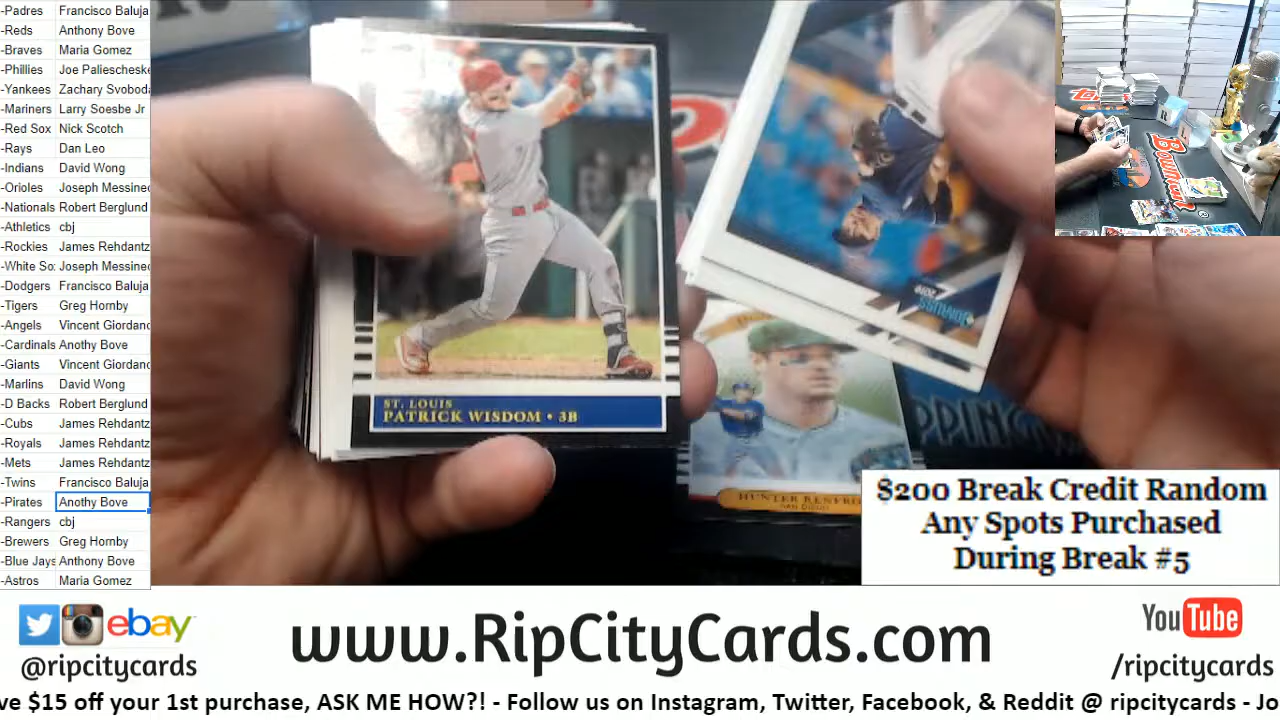 -Padres Francisco Baluja
-Reds Anthony Bove
-Braves Maria Gomez
-Phillies Joe Paliescheske
-Yankees Zachary Svoboda
-Mariners Larry Soesbe Jr
-Red Sox Nick Scotch
-Rays Dan Leo
-Indians David Wong
-Orioles Joseph Messineo
-Nationals Robert Berglund
-Athletics cbj
-Rockies James Rehdantz
-White So Joseph Messineo
-Dodgers Francisco Baluja
-Tigers Greg Hornby
-Angels Vincent Giordano
-Cardinals Anothy Bove
-Giants Vincent Giordano
-Marlins David Wong
-D Backs Robert Berglund
-Cubs James Rehdantz
-Royals James Rehdantz
-Mets James Rehdantz
-Twins Francisco Baluja
-Pirates Anothy Bove
-Rangers cbj
-Brewers Greg Hornby
-Blue Jays Anthony Bove
-Astros Maria Gomez
ST. LOUIS
PATRICK WISDOM • 3B
DONRUSS
HUNTER RENFRO
SAN DIEGO
Bowman
$200 Break Credit Random
Any Spots Purchased
During Break #5
ebay
@ripcitycards
www.RipCityCards.com
YouTube
/ripcitycards
ve $15 off your 1st purchase, ASK ME HOW?! - Follow us on Instagram, Twitter, Facebook, & Reddit @ ripcitycards - Jo